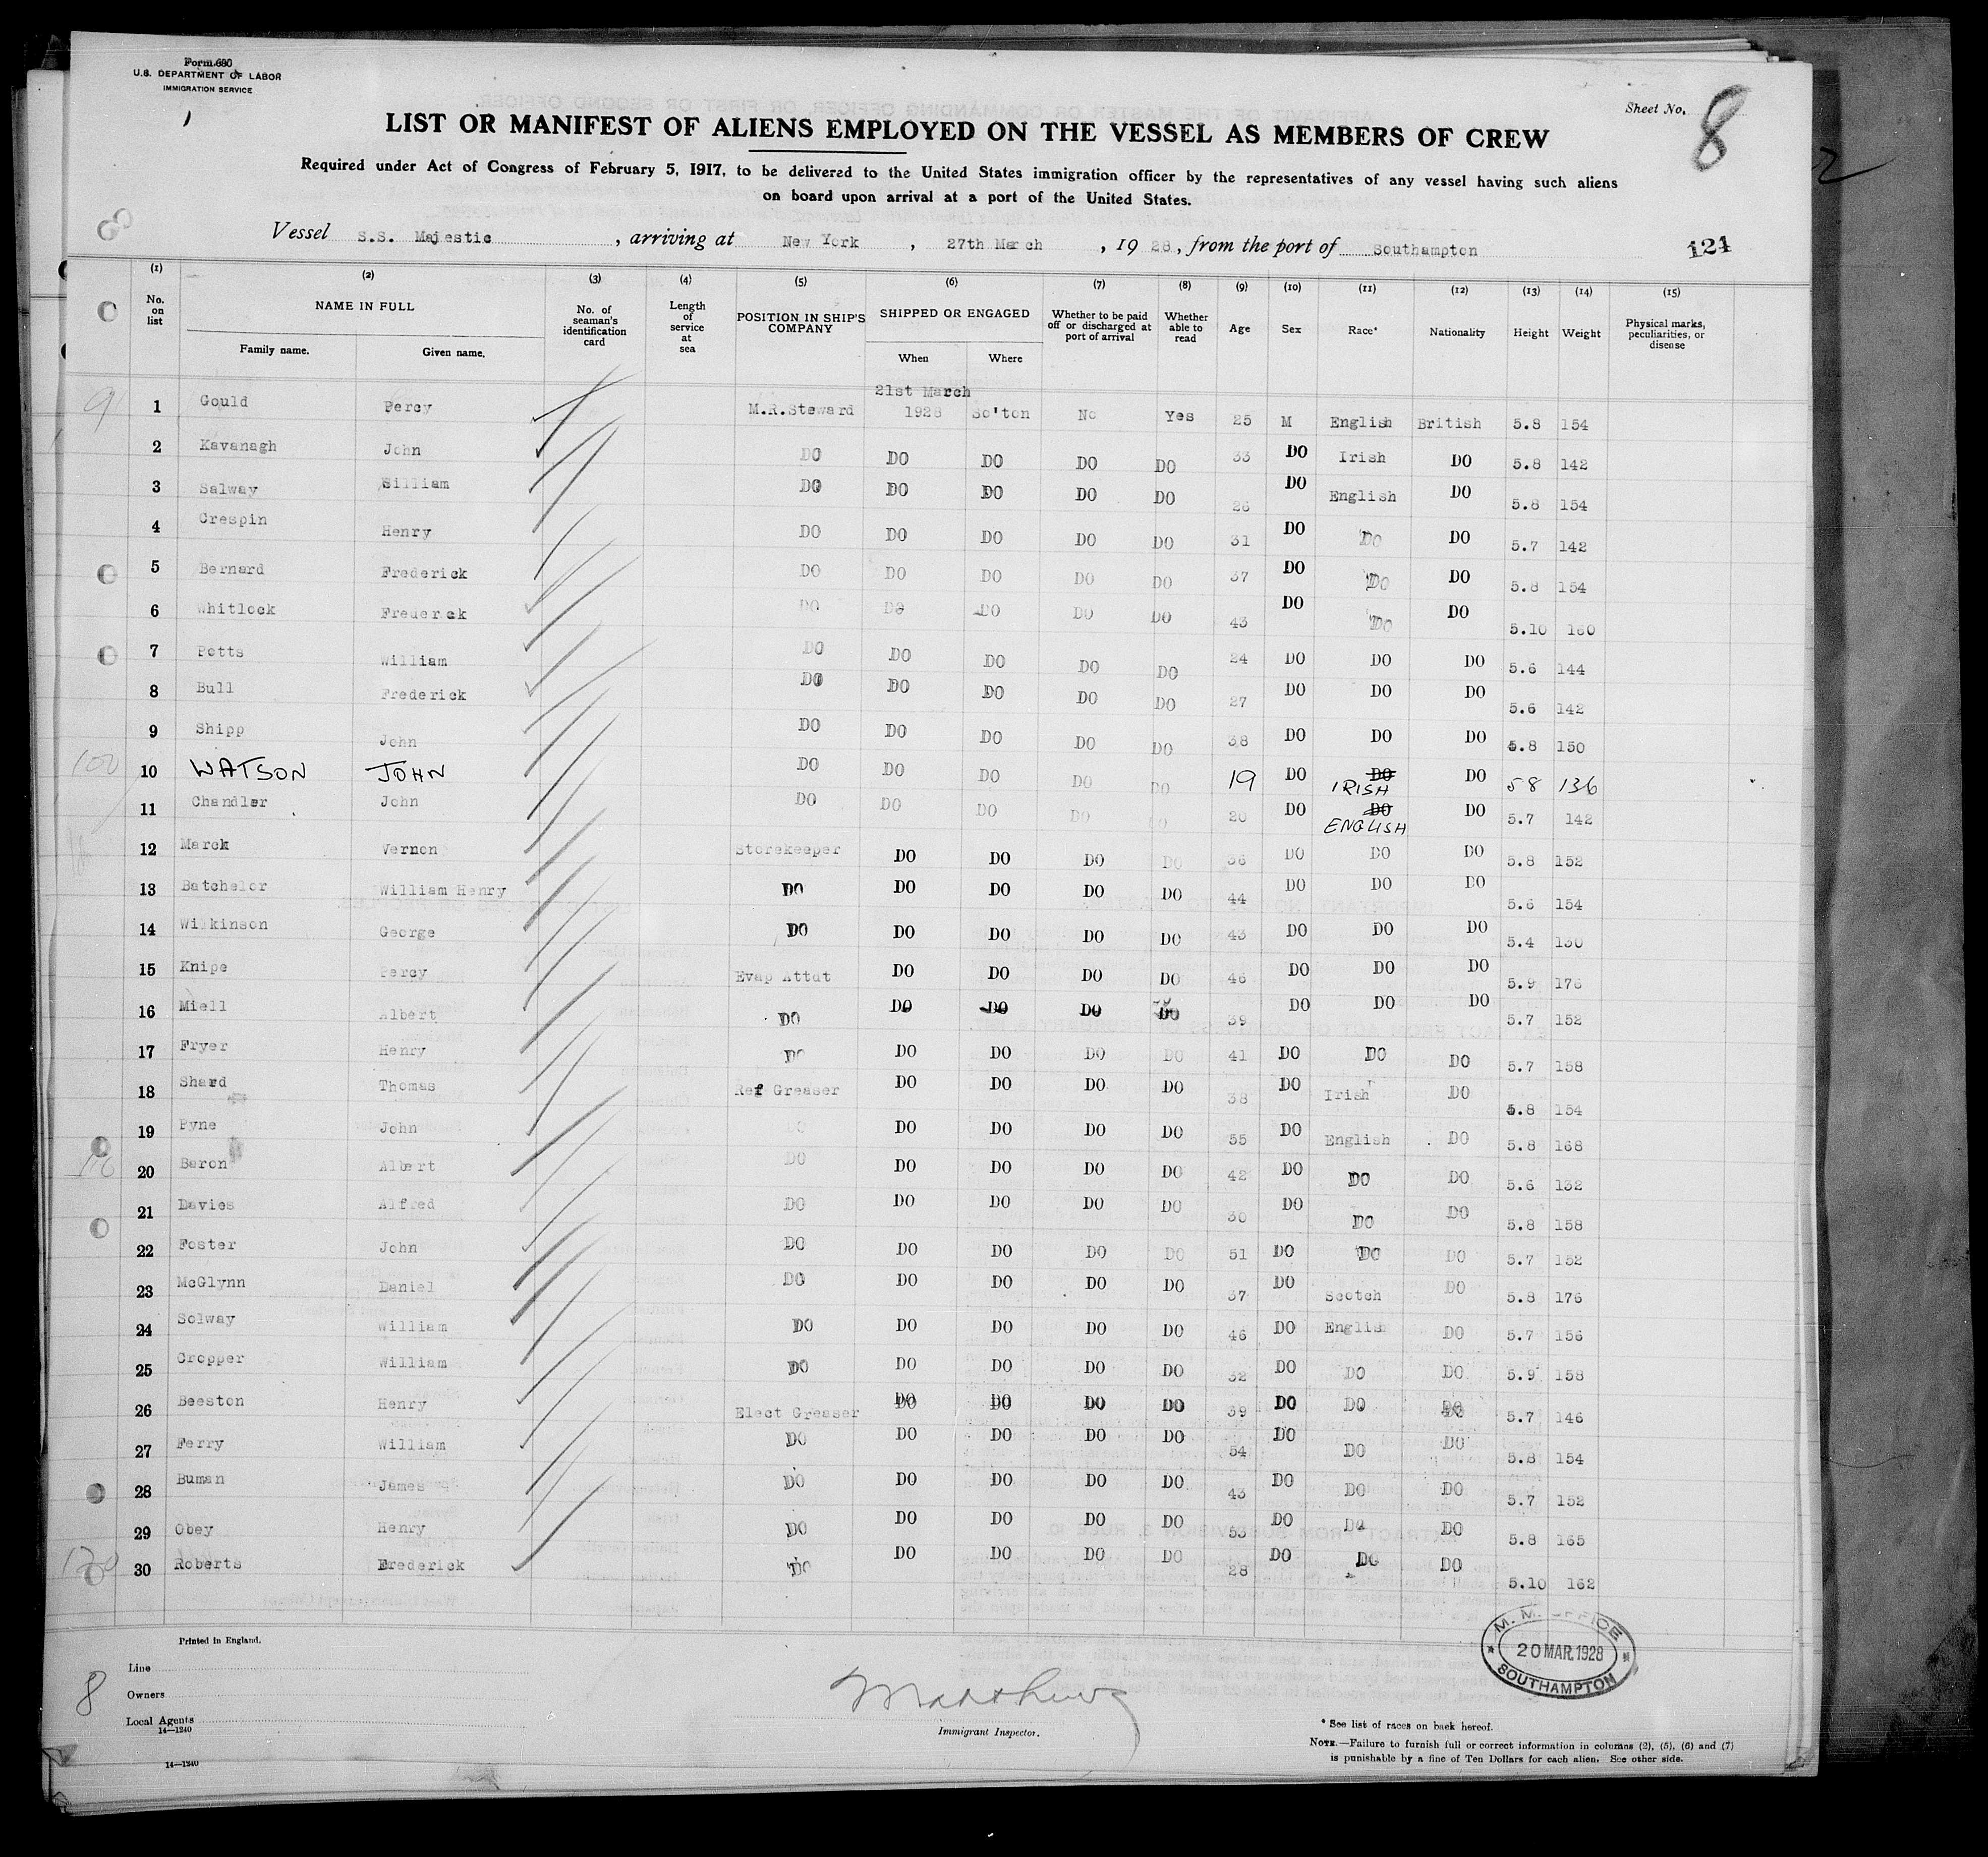 Form 680
U.S. DEPARTMENT OF LABOR
IMMIGRATION SERVICE
Sheet No. 8
LIST OR MANIFEST OF ALIENS EMPLOYED ON THE VESSEL AS MEMBERS OF CREW
Required under Act of Congress of February 5, 1917, to be delivered to the United States immigration officer by the representatives of any vessel having such aliens
on board upon arrival at a port of the United States.
Vessel S.S. Majestic, arriving at New York, 27th March, 1928, from the port of Southampton
124
(1) (2) (3) (4) (5) (6) (7) (8) (9) (10) (11) (12) (13) (14) (15)
No. on list NAME IN FULL Family name. Given name. No. of seaman's identification card Length of service at sea POSITION IN SHIP'S COMPANY SHIPPED OR ENGAGED When Where Whether to be paid off or discharged at port of arrival Whether able to read Age Sex Race* Nationality Height Weight Physical marks, peculiarities, or disease
1 Gould Percy M.R.Steward 21st March 1928 So'ton No Yes 25 M English British 5.8 154
2 Kavanagh John DO DO DO DO DO 33 DO Irish DO 5.8 142
3 Salway William DO DO DO DO DO 26 DO English DO 5.8 154
4 Crespin Henry DO DO DO DO DO 31 DO DO DO 5.7 142
5 Bernard Frederick DO DO DO DO DO 37 DO DO DO 5.8 154
6 Whitlock Frederick DO DO DO DO DO 43 DO DO DO 5.10 160
7 Potts William DO DO DO DO DO 24 DO DO DO 5.6 144
8 Bull Frederick DO DO DO DO DO 27 DO DO DO 5.6 142
9 Shipp John DO DO DO DO DO 38 DO DO DO 5.8 150
10 WATSON JOHN DO DO DO DO DO 19 DO DO IRISH DO 5 8 136
11 Chandler John DO DO DO DO DO 20 DO DO ENGLISH DO 5.7 142
12 Marck Vernon Storekeeper DO DO DO DO 36 DO DO DO 5.8 152
13 Batchelor William Henry DO DO DO DO DO 44 DO DO DO 5.6 154
14 Wilkinson George DO DO DO DO DO 43 DO DO DO 5.4 130
15 Knipe Percy Evap Attdt DO DO DO DO 46 DO DO DO 5.9 176
16 Miell Albert DO DO DO DO DO 39 DO DO DO 5.7 152
17 Fryer Henry DO DO DO DO DO 41 DO DO DO 5.7 158
18 Shard Thomas Ref Greaser DO DO DO DO 38 DO Irish DO 5.8 154
19 Pyne John DO DO DO DO DO 55 DO English DO 5.8 168
20 Baron Albert DO DO DO DO DO 42 DO DO DO 5.6 132
21 Davies Alfred DO DO DO DO DO 30 DO DO DO 5.8 158
22 Foster John DO DO DO DO DO 51 DO DO DO 5.7 152
23 McGlynn Daniel DO DO DO DO DO 37 DO Scotch DO 5.8 176
24 Solway William DO DO DO DO DO 46 DO English DO 5.7 156
25 Cropper William DO DO DO DO DO 32 DO DO DO 5.9 158
26 Beeston Henry Elect Greaser DO DO DO DO 39 DO DO DO 5.7 146
27 Ferry William DO DO DO DO DO 54 DO DO DO 5.8 154
28 Buman James DO DO DO DO DO 43 DO DO DO 5.7 152
29 Obey Henry DO DO DO DO DO 53 DO DO DO 5.8 165
30 Roberts Frederick DO DO DO DO DO 28 DO DO DO 5.10 162
Printed in England.
Line
Owners
Local Agents
14—1240
14—1240
8
Matthews
Immigrant Inspector.
M. M. OFFICE
20 MAR. 1928
SOUTHAMPTON
* See list of races on back hereof.
NOTE.—Failure to furnish full or correct information in columns (2), (5), (6) and (7)
is punishable by a fine of Ten Dollars for each alien. See other side.